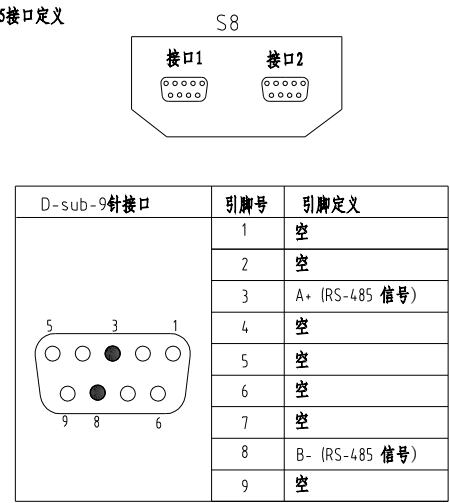 5接口定义
S8
接口1 接口2
D-sub-9针接口 引脚号 引脚定义
1 空
2 空
3 A+ (RS-485 信号)
4 空
5 空
6 空
7 空
8 B- (RS-485 信号)
9 空
5 3 1
9 8 6